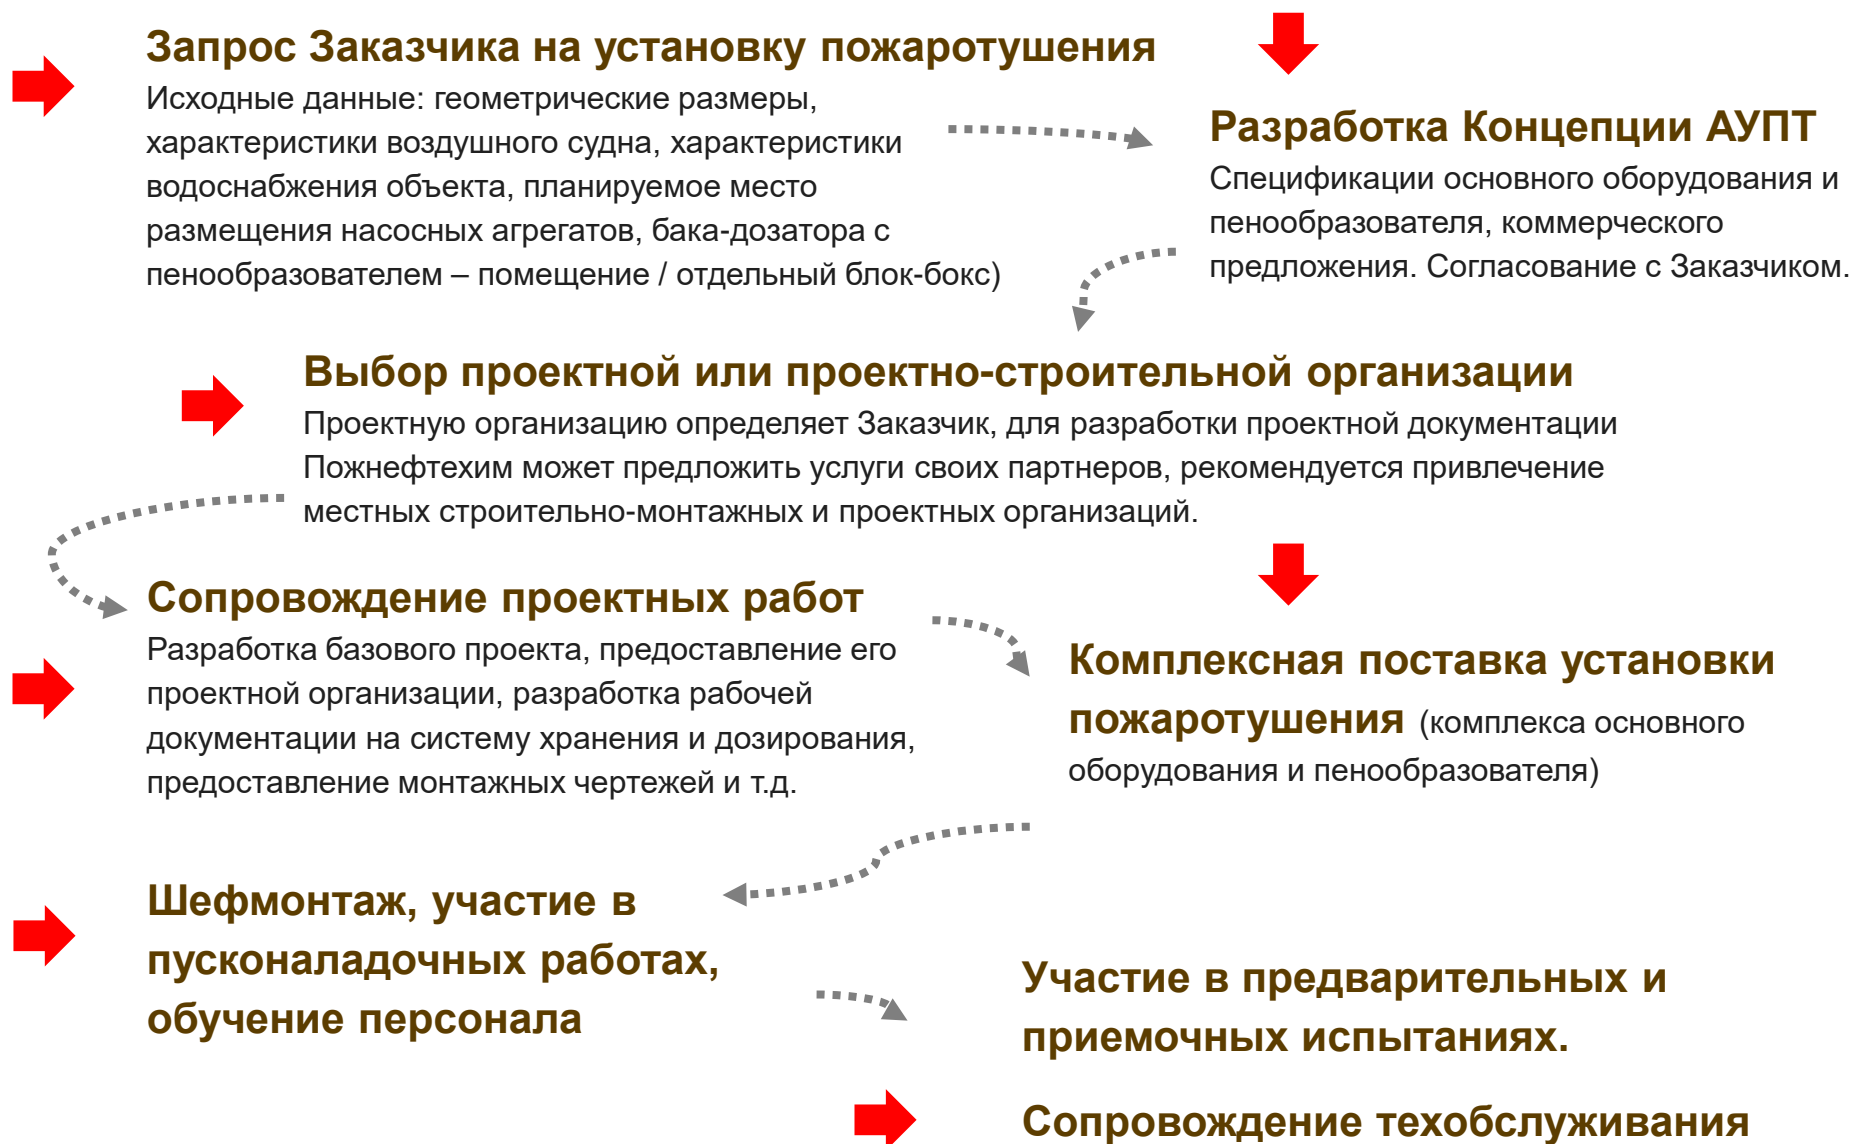 Запрос Заказчика на установку пожаротушения
Исходные данные: геометрические размеры,
характеристики воздушного судна, характеристики
водоснабжения объекта, планируемое место
размещения насосных агрегатов, бака-дозатора с
пенообразователем – помещение / отдельный блок-бокс)
Разработка Концепции АУПТ
Спецификации основного оборудования и
пенообразователя, коммерческого
предложения. Согласование с Заказчиком.
Выбор проектной или проектно-строительной организации
Проектную организацию определяет Заказчик, для разработки проектной документации
Пожнефтехим может предложить услуги своих партнеров, рекомендуется привлечение
местных строительно-монтажных и проектных организаций.
Сопровождение проектных работ
Разработка базового проекта, предоставление его
проектной организации, разработка рабочей
документации на систему хранения и дозирования,
предоставление монтажных чертежей и т.д.
Комплексная поставка установки
пожаротушения (комплекса основного
оборудования и пенообразователя)
Шефмонтаж, участие в
пусконаладочных работах,
обучение персонала
Участие в предварительных и
приемочных испытаниях.
Сопровождение техобслуживания